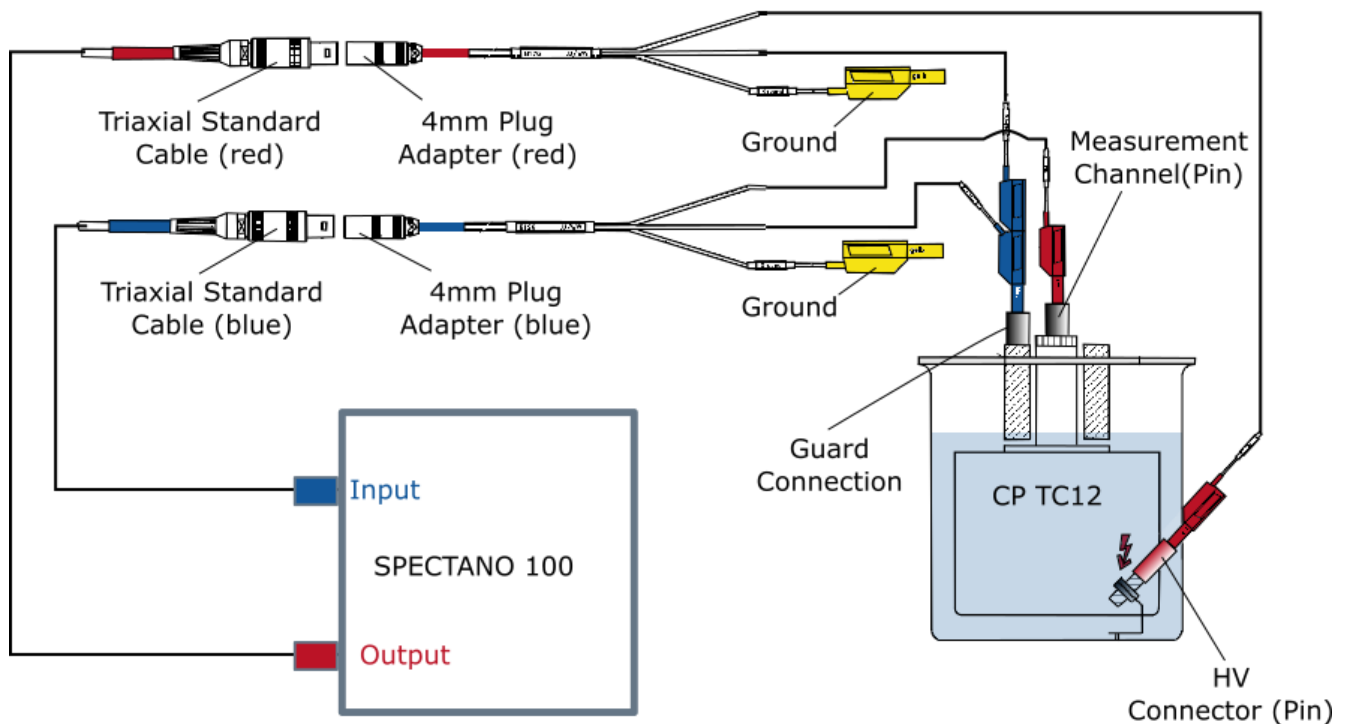 Triaxial Standard
Cable (red)
4mm Plug
Adapter (red)
Ground
Measurement
Channel(Pin)
Triaxial Standard
Cable (blue)
4mm Plug
Adapter (blue)
Ground
Guard
Connection
CP TC12
Input
SPECTANO 100
Output
HV
Connector (Pin)